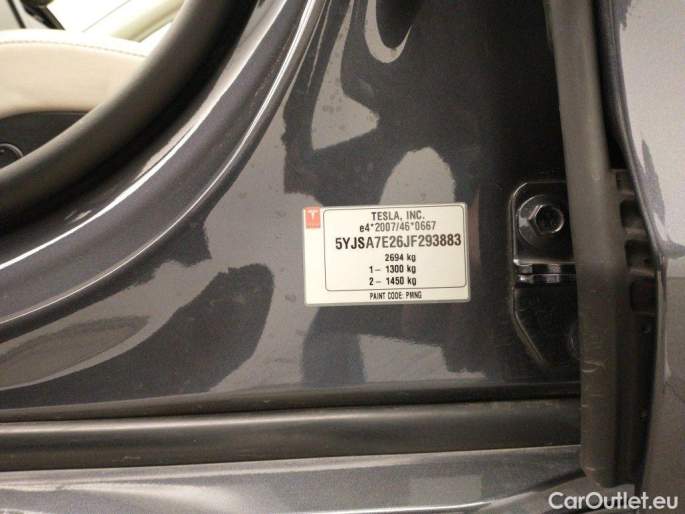 TESLA, INC.
e4*2007/46*0667
5YJSA7E26JF293883
2694 kg
1 – 1300 kg
2 – 1450 kg
PAINT CODE: PMNG
CarOutlet.eu